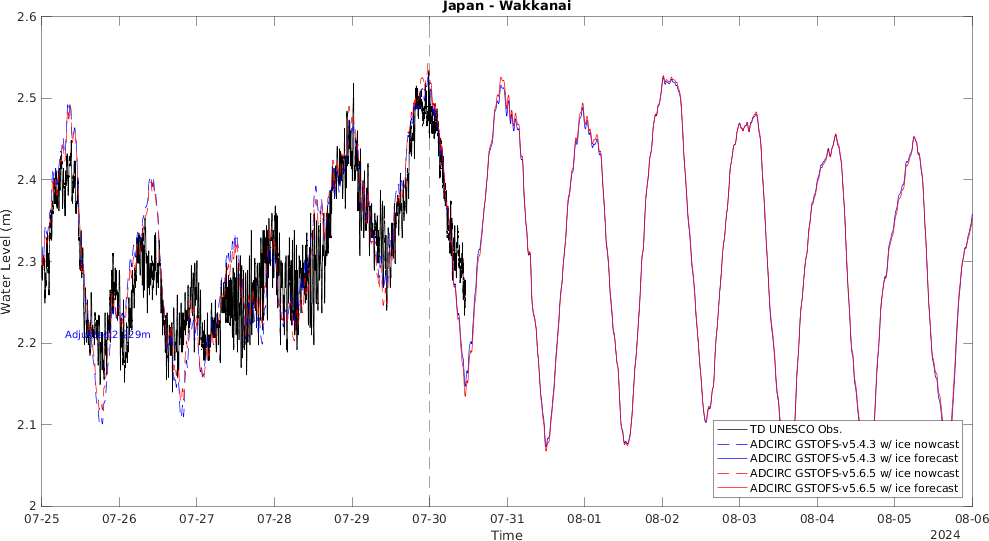 Japan - Wakkanai
2.6
2.5
2.4
2.3
2.2
2.1
2
Water Level (m)
07-25
07-26
07-27
07-28
07-29
07-30
07-31
08-01
08-02
08-03
08-04
08-05
08-06
Time
2024
TD UNESCO Obs.
ADCIRC GSTOFS-v5.4.3 w/ ice nowcast
ADCIRC GSTOFS-v5.4.3 w/ ice forecast
ADCIRC GSTOFS-v5.6.5 w/ ice nowcast
ADCIRC GSTOFS-v5.6.5 w/ ice forecast